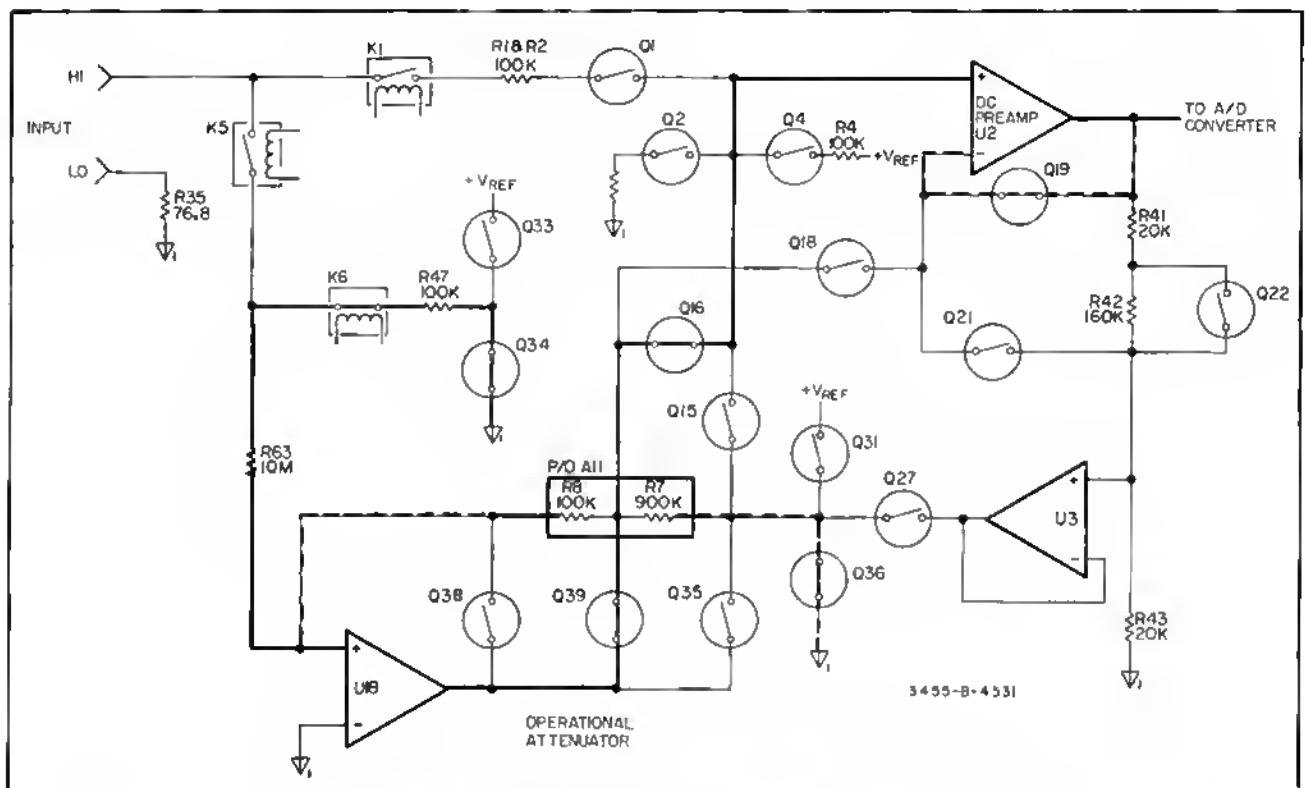 HI
INPUT
LO
R35
76.8
K1
R1&R2
100K
Q1
K5
Q2
Q4
R4
100K
+VREF
+
DC
PREAMP
U2
-
TO A/D
CONVERTER
Q19
R41
20K
+VREF
Q33
Q18
K6
R47
100K
Q34
Q16
Q21
R42
160K
Q22
Q15
+VREF
Q31
R63
10M
P/O A11
R8
100K
R7
900K
Q27
+
U3
-
Q38
Q39
Q35
Q36
R43
20K
+
U18
-
OPERATIONAL
ATTENUATOR
3455-B-4531